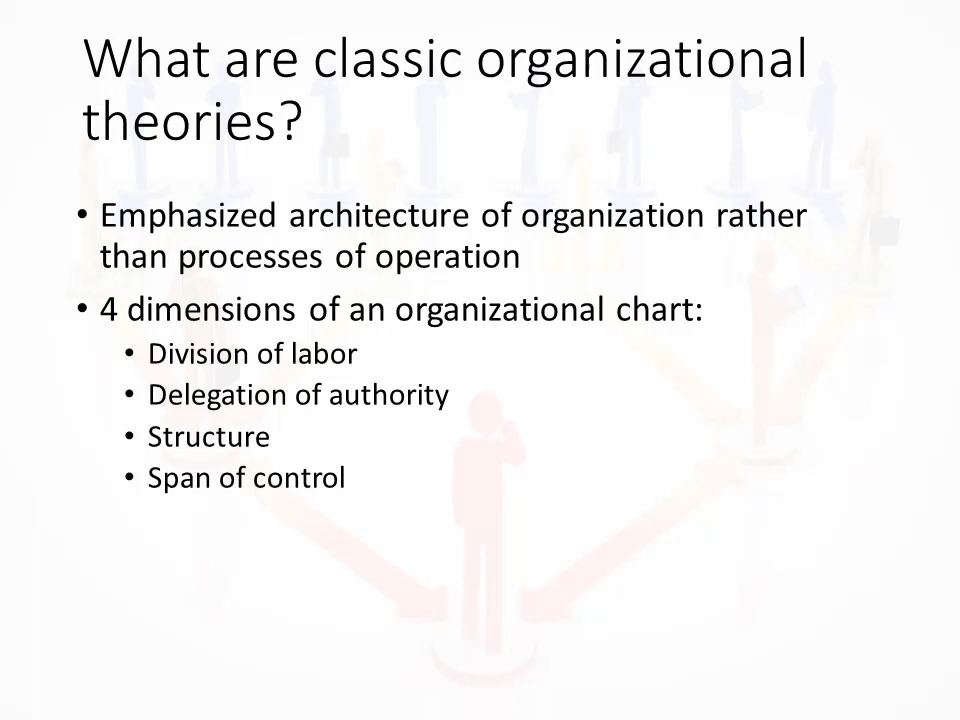 What are classic organizational
theories?
• Emphasized architecture of organization rather
than processes of operation
• 4 dimensions of an organizational chart:
• Division of labor
• Delegation of authority
• Structure
• Span of control